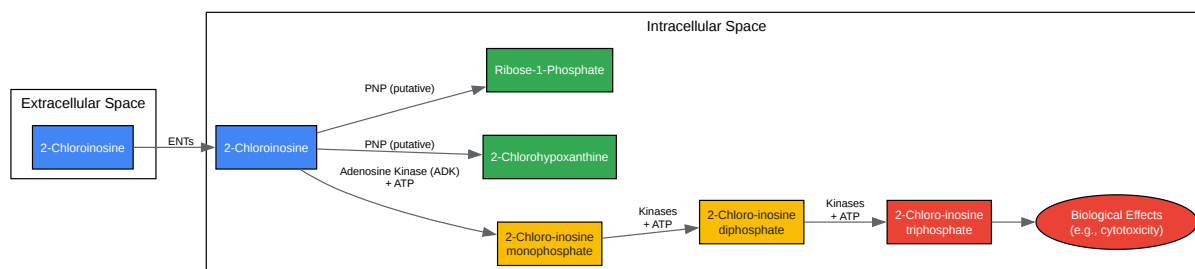 Intracellular Space
Ribose-1-Phosphate
PNP (putative)
Extracellular Space
2-Chloroinosine
ENTs
2-Chloroinosine
PNP (putative)
2-Chlorohypoxanthine
Adenosine Kinase (ADK)
+ ATP
2-Chloro-inosine
monophosphate
Kinases
+ ATP
2-Chloro-inosine
diphosphate
Kinases
+ ATP
2-Chloro-inosine
triphosphate
Biological Effects
(e.g., cytotoxicity)